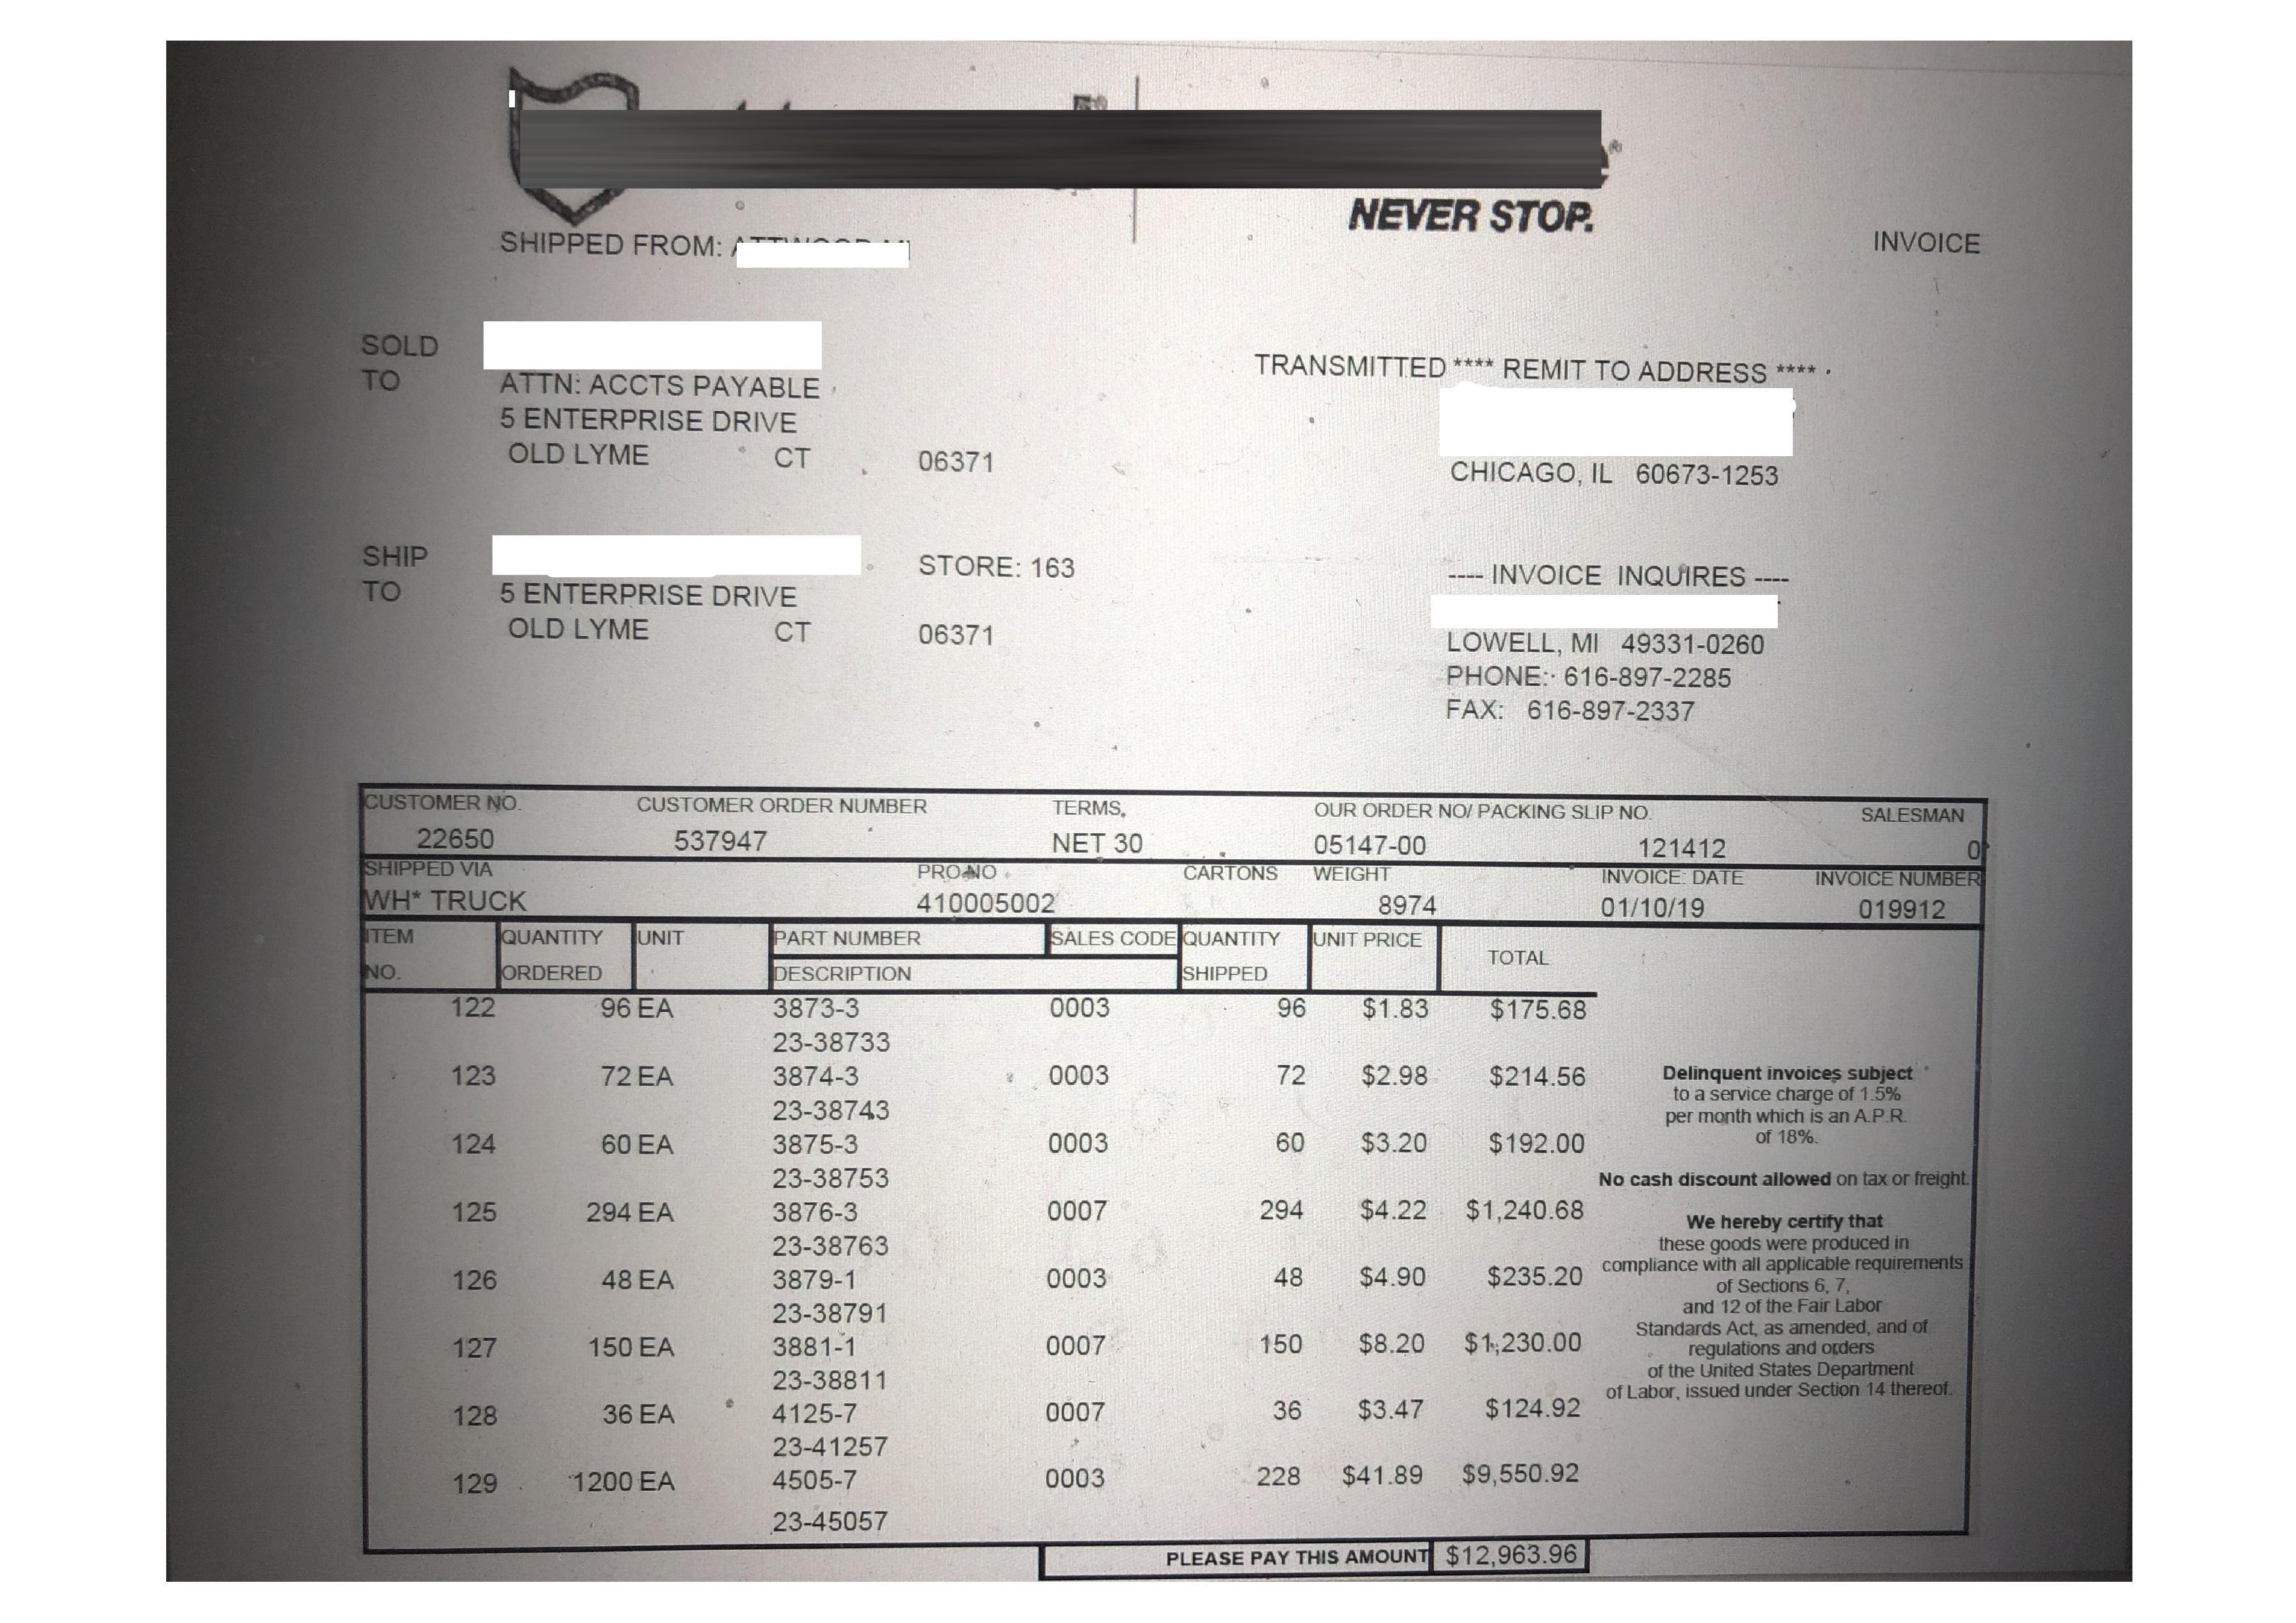 NEVER STOP.
SHIPPED FROM:
INVOICE
SOLD
TO
ATTN: ACCTS PAYABLE
5 ENTERPRISE DRIVE
OLD LYME CT 06371
TRANSMITTED **** REMIT TO ADDRESS ****
CHICAGO, IL 60673-1253
SHIP
TO
STORE: 163
5 ENTERPRISE DRIVE
OLD LYME CT 06371
---- INVOICE INQUIRES ----
LOWELL, MI 49331-0260
PHONE: 616-897-2285
FAX: 616-897-2337
CUSTOMER NO. CUSTOMER ORDER NUMBER TERMS. OUR ORDER NO/ PACKING SLIP NO. SALESMAN
22650 537947 NET 30 05147-00 121412 0
SHIPPED VIA PRO NO CARTONS WEIGHT INVOICE: DATE INVOICE NUMBER
WH* TRUCK 410005002 8974 01/10/19 019912
ITEM QUANTITY UNIT PART NUMBER SALES CODE QUANTITY UNIT PRICE TOTAL
NO. ORDERED DESCRIPTION SHIPPED
122 96 EA 3873-3 0003 96 $1.83 $175.68
23-38733
123 72 EA 3874-3 0003 72 $2.98 $214.56
23-38743
124 60 EA 3875-3 0003 60 $3.20 $192.00
23-38753
125 294 EA 3876-3 0007 294 $4.22 $1,240.68
23-38763
126 48 EA 3879-1 0003 48 $4.90 $235.20
23-38791
127 150 EA 3881-1 0007 150 $8.20 $1,230.00
23-38811
128 36 EA 4125-7 0007 36 $3.47 $124.92
23-41257
129 1200 EA 4505-7 0003 228 $41.89 $9,550.92
23-45057
Delinquent invoices subject
to a service charge of 1.5%
per month which is an A.P.R.
of 18%.
No cash discount allowed on tax or freight.
We hereby certify that
these goods were produced in
compliance with all applicable requirements
of Sections 6, 7,
and 12 of the Fair Labor
Standards Act, as amended, and of
regulations and orders
of the United States Department
of Labor, issued under Section 14 thereof.
PLEASE PAY THIS AMOUNT $12,963.96